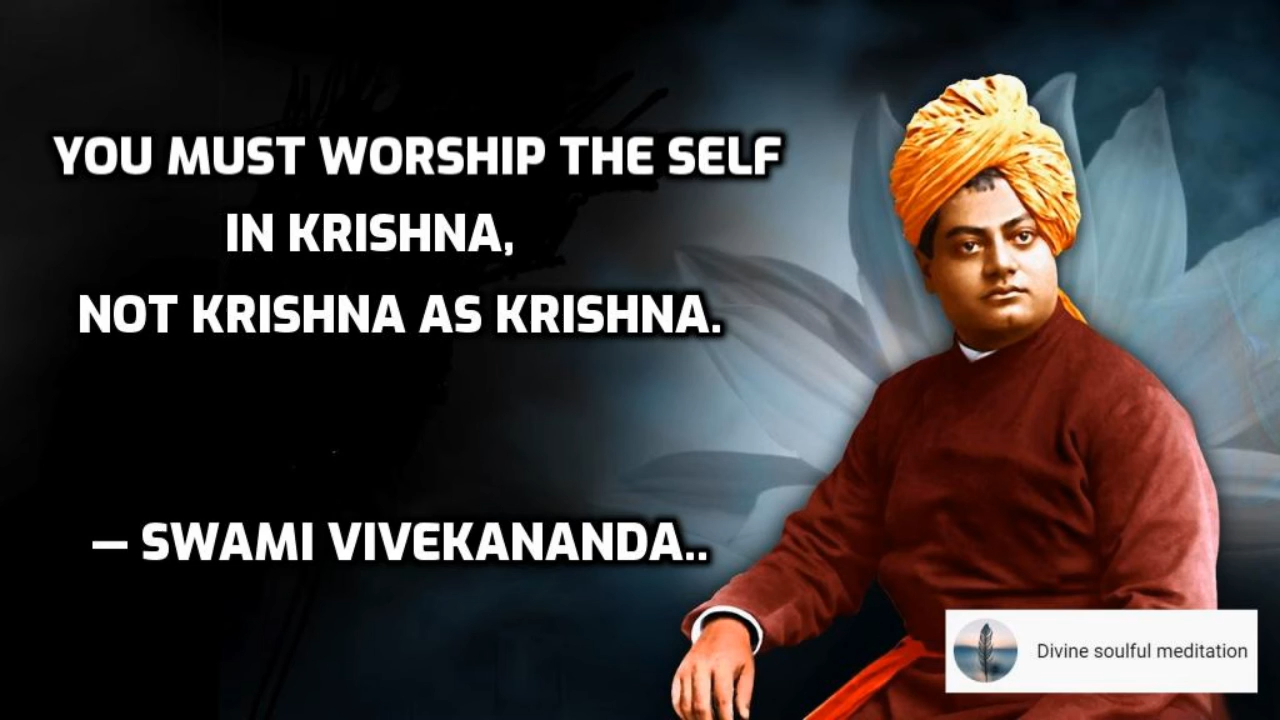 YOU MUST WORSHIP THE SELF
IN KRISHNA,
NOT KRISHNA AS KRISHNA.
— SWAMI VIVEKANANDA..
Divine soulful meditation